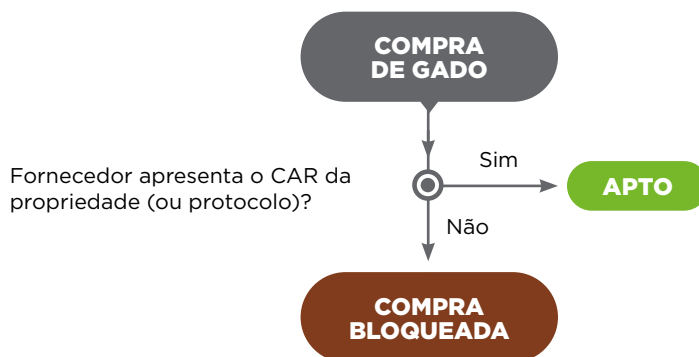 COMPRA
DE GADO
Fornecedor apresenta o CAR da
propriedade (ou protocolo)?
Sim
APTO
Não
COMPRA
BLOQUEADA